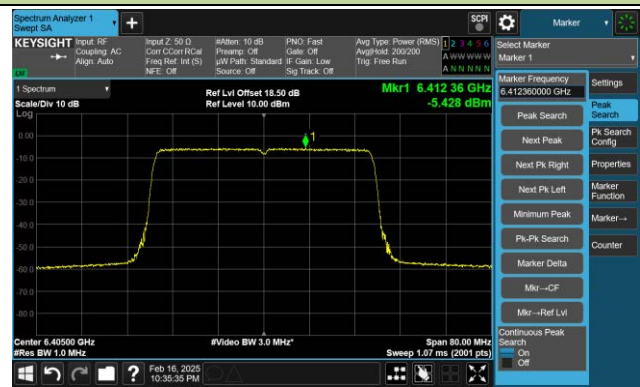 Spectrum Analyzer 1
Swept SA
SCPI
Marker
KEYSIGHT
Input: RF
Coupling: AC
Align: Auto
Input Z: 50 Ω
Corr CCorr RCal
Freq Ref: Int (S)
NFE: Off
#Atten: 10 dB
Preamp: Off
µW Path: Standard
Source: Off
PNO: Fast
Gate: Off
IF Gain: Low
Sig Track: Off
Avg Type: Power (RMS)
Avg|Hold: 200/200
Trig: Free Run
1 2 3 4 5 6
A W W W W W
A N N N N N
Select Marker
Marker 1
1 Spectrum
Scale/Div 10 dB
Log
Ref Lvl Offset 18.50 dB
Ref Level 10.00 dBm
Mkr1 6.412 36 GHz
-5.428 dBm
1
0.00
-10.0
-20.0
-30.0
-40.0
-50.0
-60.0
-70.0
-80.0
Center 6.40500 GHz
#Res BW 1.0 MHz
#Video BW 3.0 MHz*
Span 80.00 MHz
Sweep 1.07 ms (2001 pts)
Marker Frequency
6.412360000 GHz
Peak Search
Next Peak
Next Pk Right
Next Pk Left
Minimum Peak
Pk-Pk Search
Marker Delta
Mkr→CF
Mkr→Ref Lvl
Continuous Peak
Search
On
Off
Settings
Peak
Search
Pk Search
Config
Properties
Marker
Function
Marker→
Counter
?
Feb 16, 2025
10:35:35 PM